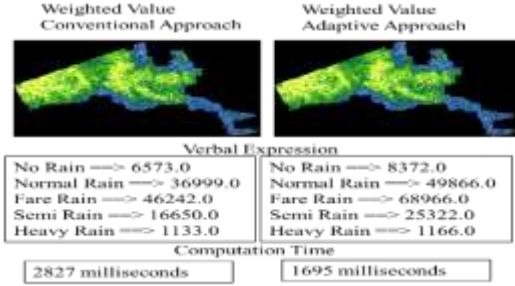 Weighted Value
Conventional Approach
Weighted Value
Adaptive Approach
Verbal Expression
No Rain ==> 6573.0
Normal Rain ==> 36999.0
Fare Rain ==> 46242.0
Semi Rain ==> 16650.0
Heavy Rain ==> 1133.0
No Rain ==> 8372.0
Normal Rain ==> 49866.0
Fare Rain ==> 68966.0
Semi Rain ==> 25322.0
Heavy Rain ==> 1166.0
Computation Time
2827 milliseconds
1695 milliseconds